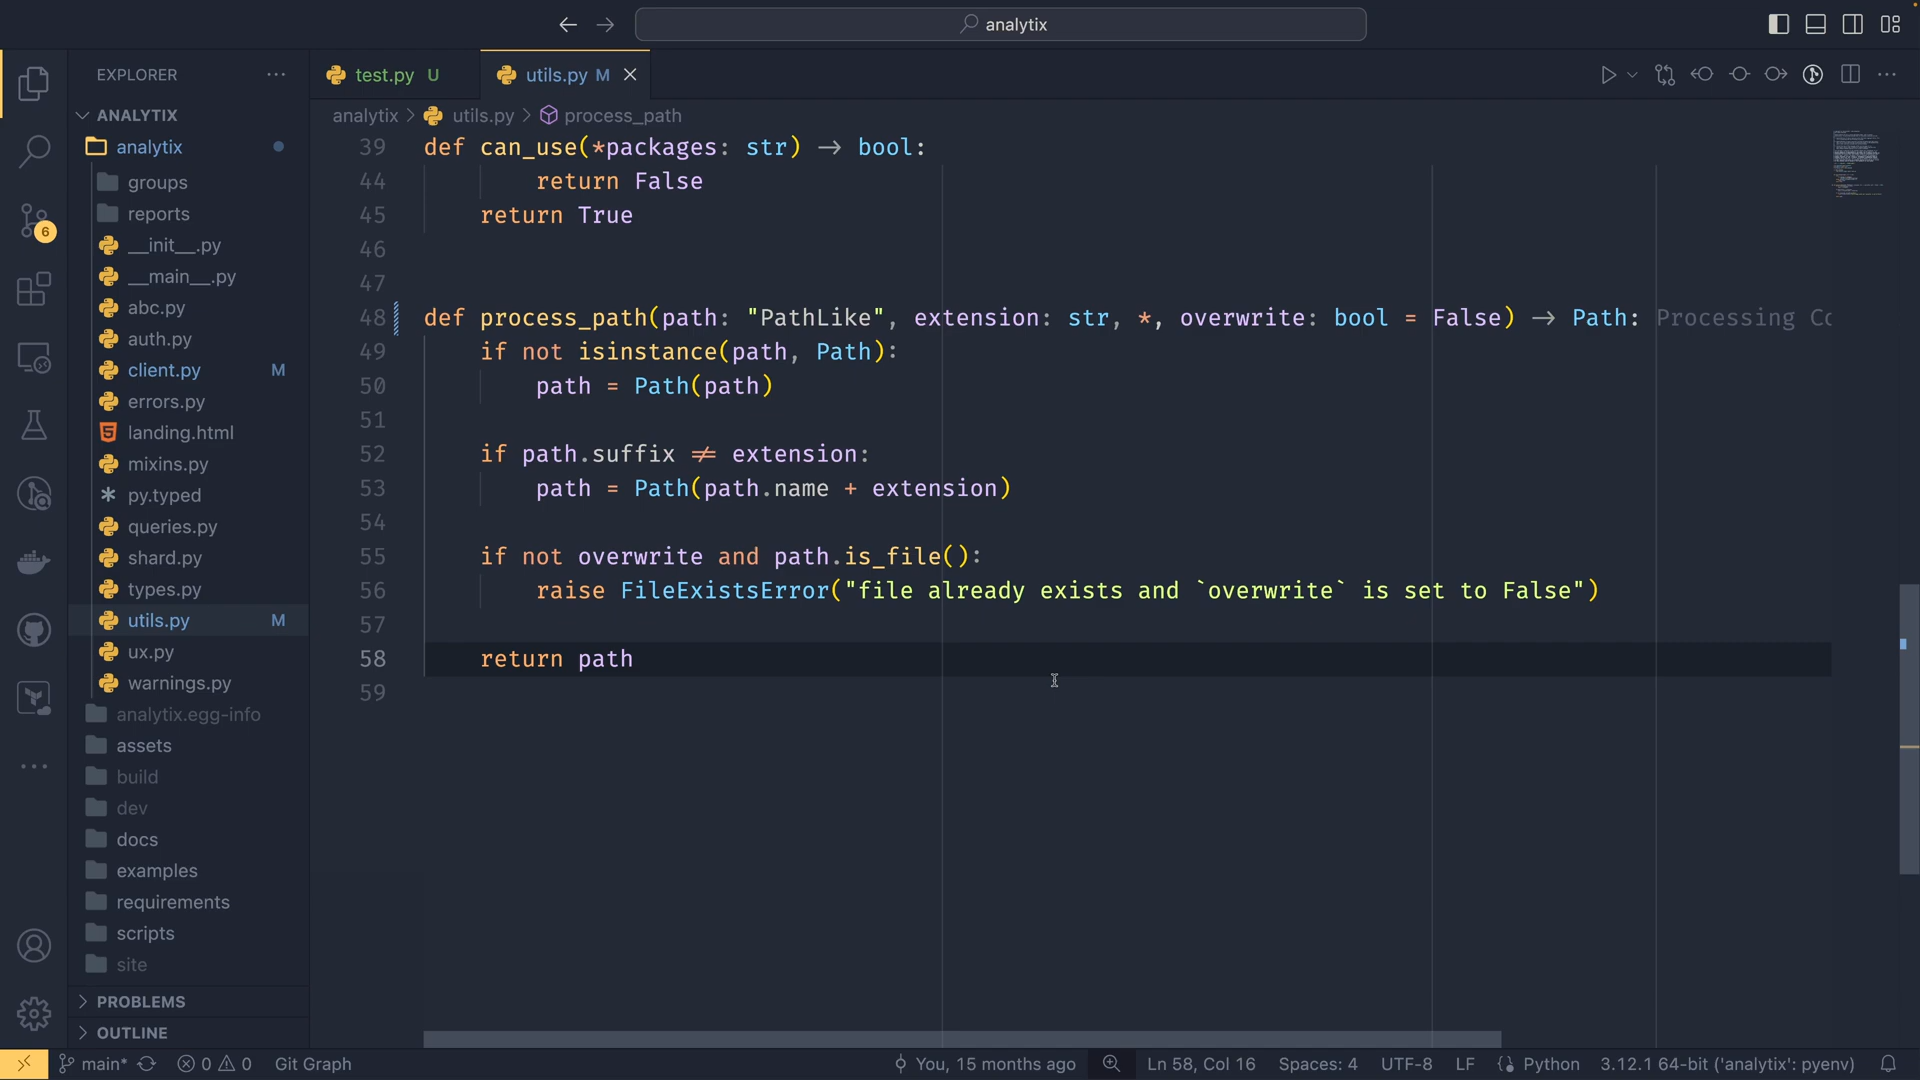 analytix
EXPLORER
ANALYTIX
analytix
groups
reports
__init__.py
__main__.py
abc.py
auth.py
client.py M
errors.py
landing.html
mixins.py
py.typed
queries.py
shard.py
types.py
utils.py M
ux.py
warnings.py
analytix.egg-info
assets
build
dev
docs
examples
requirements
scripts
site
PROBLEMS
OUTLINE
6
test.py U
utils.py M
analytix > utils.py > process_path
39 def can_use(*packages: str) → bool:
44 return False
45 return True
46
47
48 def process_path(path: "PathLike", extension: str, *, overwrite: bool = False) → Path: Processing Co
49 if not isinstance(path, Path):
50 path = Path(path)
51
52 if path.suffix ≠ extension:
53 path = Path(path.name + extension)
54
55 if not overwrite and path.is_file():
56 raise FileExistsError("file already exists and `overwrite` is set to False")
57
58 return path
59
main* 0 0 Git Graph You, 15 months ago Ln 58, Col 16 Spaces: 4 UTF-8 LF Python 3.12.1 64-bit ('analytix': pyenv)